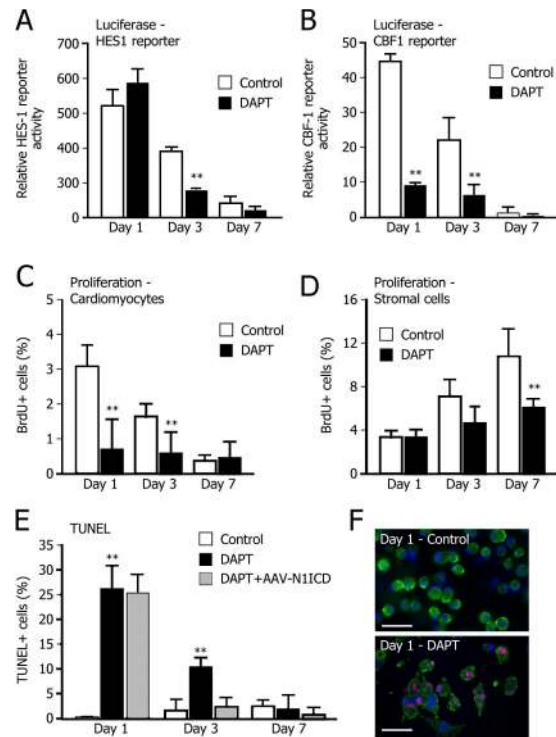 A
Luciferase -
HES1 reporter
Relative HES-1 reporter
activity
700
600
500
300
100
0
Control
DAPT
**
Day 1
Day 3
Day 7
B
Luciferase -
CBF1 reporter
Relative CBF-1 reporter
activity
50
40
30
20
10
0
Control
DAPT
**
**
Day 1
Day 3
Day 7
C
Proliferation -
Cardiomyocytes
BrdU+ cells (%)
5
4
3
2
1
0
Control
DAPT
**
**
Day 1
Day 3
Day 7
D
Proliferation -
Stromal cells
BrdU+ cells (%)
16
12
8
4
0
Control
DAPT
**
Day 1
Day 3
Day 7
E
TUNEL
TUNEL+ cells (%)
35
30
25
20
15
10
5
0
Control
DAPT
DAPT+AAV-N1ICD
**
**
Day 1
Day 3
Day 7
F
Day 1 - Control
Day 1 - DAPT